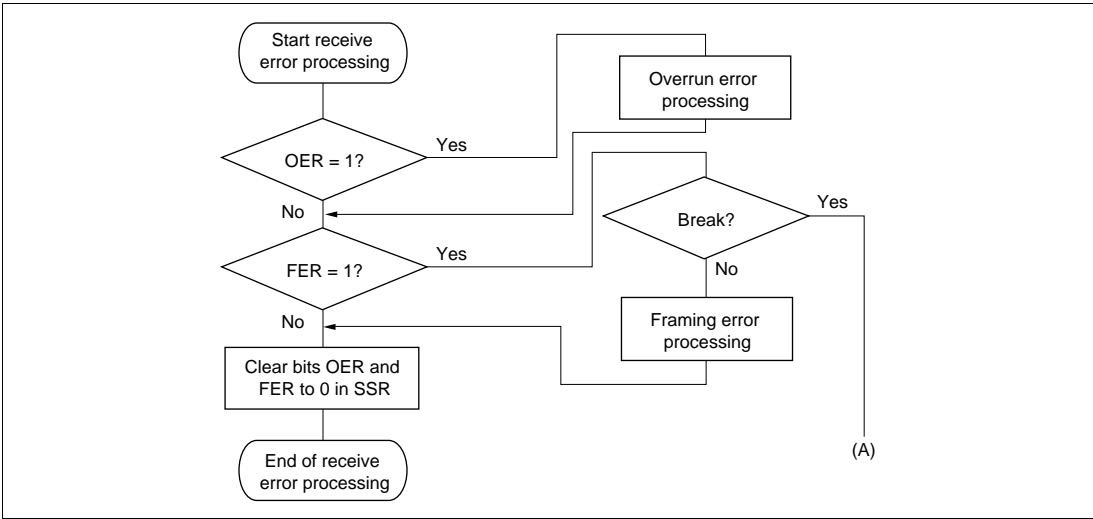 Start receive
error processing
Overrun error
processing
Yes
OER = 1?
Yes
No
Break?
Yes
FER = 1?
No
No
Framing error
processing
Clear bits OER and
FER to 0 in SSR
(A)
End of receive
error processing